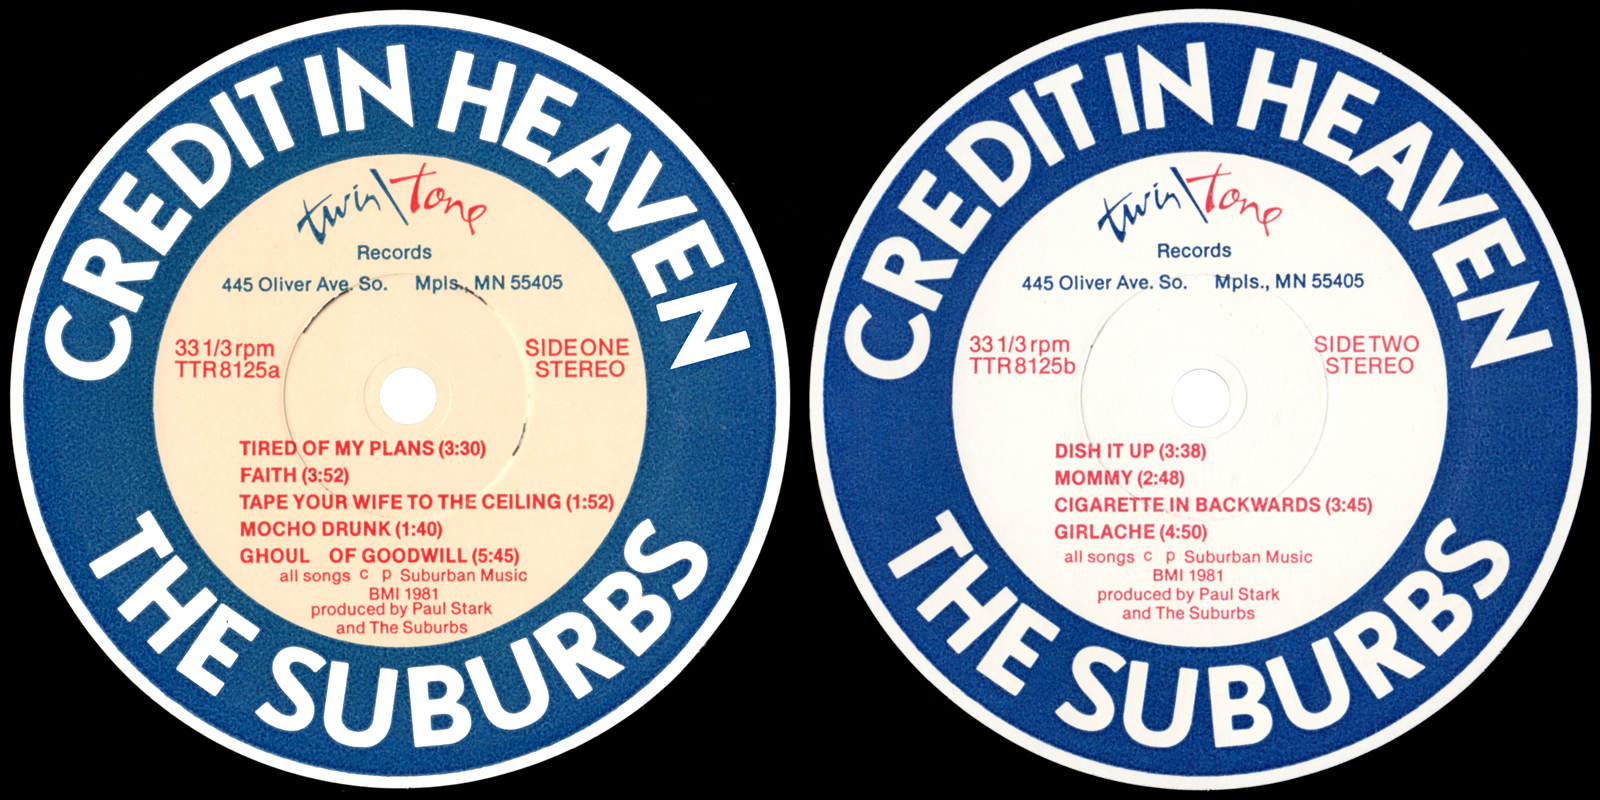 CREDIT IN HEAVEN
twin\tone
Records
445 Oliver Ave. So. Mpls., MN 55405
33 1/3 rpm
TTR8125a
SIDE ONE
STEREO
TIRED OF MY PLANS (3:30)
FAITH (3:52)
TAPE YOUR WIFE TO THE CEILING (1:52)
MOCHO DRUNK (1:40)
GHOUL OF GOODWILL (5:45)
all songs c p Suburban Music
BMI 1981
produced by Paul Stark
and The Suburbs
THE SUBURBS
CREDIT IN HEAVEN
twin\tone
Records
445 Oliver Ave. So. Mpls., MN 55405
33 1/3 rpm
TTR8125b
SIDE TWO
STEREO
DISH IT UP (3:38)
MOMMY (2:48)
CIGARETTE IN BACKWARDS (3:45)
GIRLACHE (4:50)
all songs c p Suburban Music
BMI 1981
produced by Paul Stark
and The Suburbs
THE SUBURBS